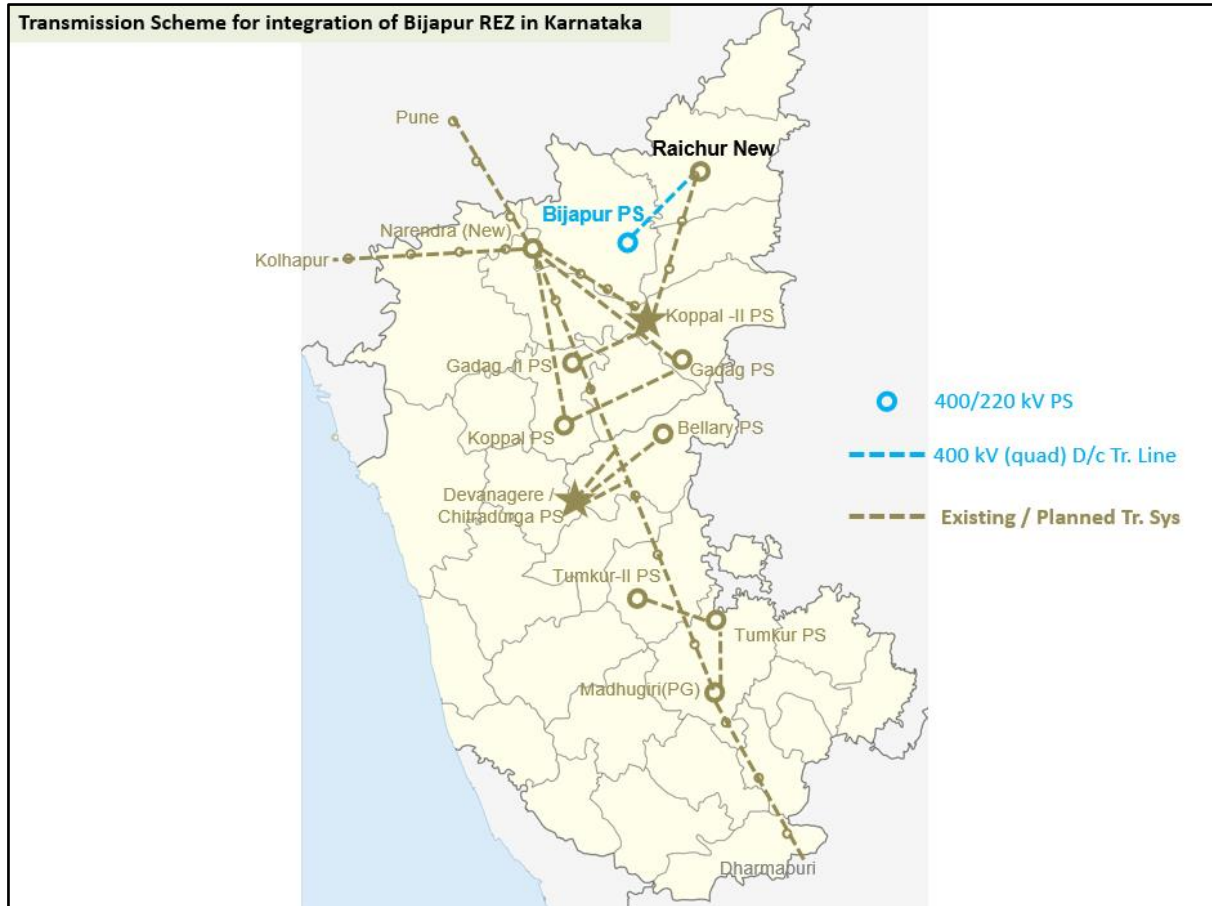 Transmission Scheme for integration of Bijapur REZ in Karnataka
Pune
Raichur New
Bijapur PS
Narendra (New)
Kolhapur
Koppal -II PS
Gadag -II PS
Gadag PS
400/220 kV PS
Koppal PS
Bellary PS
400 kV (quad) D/c Tr. Line
Devanagere /
Chitradurga PS
Existing / Planned Tr. Sys
Tumkur-II PS
Tumkur PS
Madhugiri(PG)
Dharmapuri